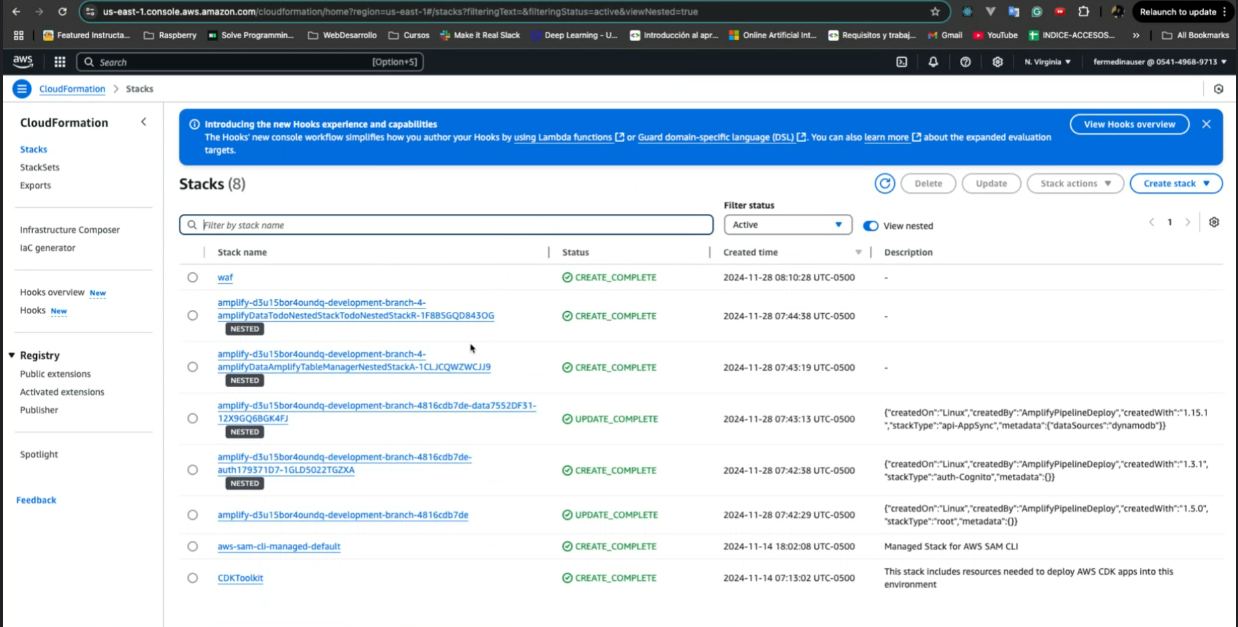 us-east-1.console.aws.amazon.com/cloudformation/home?region=us-east-1#/stacks?filteringText=&filteringStatus=active&viewNested=true
Relaunch to update
Featured Instructa...
Raspberry
Solve Programmin...
WebDesarrollo
Cursos
Make it Real Slack
Deep Learning - U...
Introducción al apr...
Online Artificial Int...
Requisitos y trabaj...
Gmail
YouTube
INDICE-ACCESOS...
»
All Bookmarks
aws
Search
[Option+S]
N. Virginia
fermedinauser @ 0541-4968-9713
CloudFormation > Stacks
CloudFormation
Stacks
StackSets
Exports
Infrastructure Composer
IaC generator
Hooks overview New
Hooks New
Registry
Public extensions
Activated extensions
Publisher
Spotlight
Feedback
Introducing the new Hooks experience and capabilities
The Hooks' new console workflow simplifies how you author your Hooks by using Lambda functions or Guard domain-specific language (DSL). You can also learn more about the expanded evaluation
targets.
View Hooks overview
Stacks (8)
Delete
Update
Stack actions
Create stack
Filter status
Filter by stack name
Active
View nested
1
Stack name Status Created time Description
waf CREATE_COMPLETE 2024-11-28 08:10:28 UTC-0500 -
amplify-d3u15bor4oundq-development-branch-4-
amplifyDataTodoNestedStackTodoNestedStackR-1F8BSGQD843OG CREATE_COMPLETE 2024-11-28 07:44:38 UTC-0500 -
NESTED
amplify-d3u15bor4oundq-development-branch-4-
amplifyDataAmplifyTableManagerNestedStackA-1CLJCQWZWCJJ9 CREATE_COMPLETE 2024-11-28 07:43:19 UTC-0500 -
NESTED
amplify-d3u15bor4oundq-development-branch-4816cdb7de-data7552DF31-
12X9GQ6BGK4FJ
NESTED
UPDATE_COMPLETE 2024-11-28 07:43:13 UTC-0500
{"createdOn":"Linux","createdBy":"AmplifyPipelineDeploy","createdWith":"1.15.1
","stackType":"api-AppSync","metadata":{"dataSources":"dynamodb"}}
amplify-d3u15bor4oundq-development-branch-4816cdb7de-
auth179371D7-1GLD5022TGZXA
NESTED
CREATE_COMPLETE 2024-11-28 07:42:38 UTC-0500
{"createdOn":"Linux","createdBy":"AmplifyPipelineDeploy","createdWith":"1.3.1",
"stackType":"auth-Cognito","metadata":{}}
amplify-d3u15bor4oundq-development-branch-4816cdb7de UPDATE_COMPLETE 2024-11-28 07:42:29 UTC-0500
{"createdOn":"Linux","createdBy":"AmplifyPipelineDeploy","createdWith":"1.5.0",
"stackType":"root","metadata":{}}
aws-sam-cli-managed-default CREATE_COMPLETE 2024-11-14 18:02:08 UTC-0500 Managed Stack for AWS SAM CLI
CDKToolkit CREATE_COMPLETE 2024-11-14 07:13:02 UTC-0500
This stack includes resources needed to deploy AWS CDK apps into this
environment